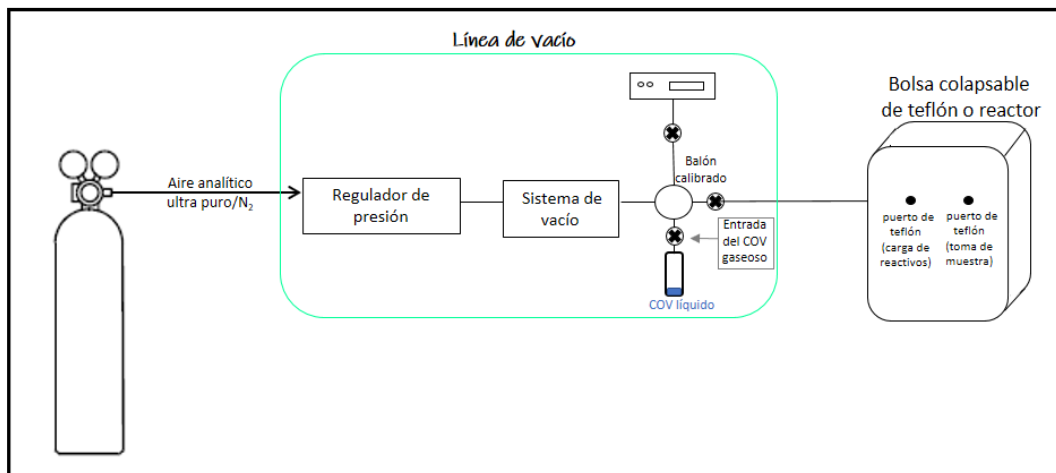 Línea de vacío
Bolsa colapsable
de teflón o reactor
Aire analítico
ultra puro/N₂
Regulador de
presión
Sistema de
vacío
Balón
calibrado
Entrada
del COV
gaseoso
COV líquido
puerto de
teflón
(carga de
reactivos)
puerto de
teflón
(toma de
muestra)